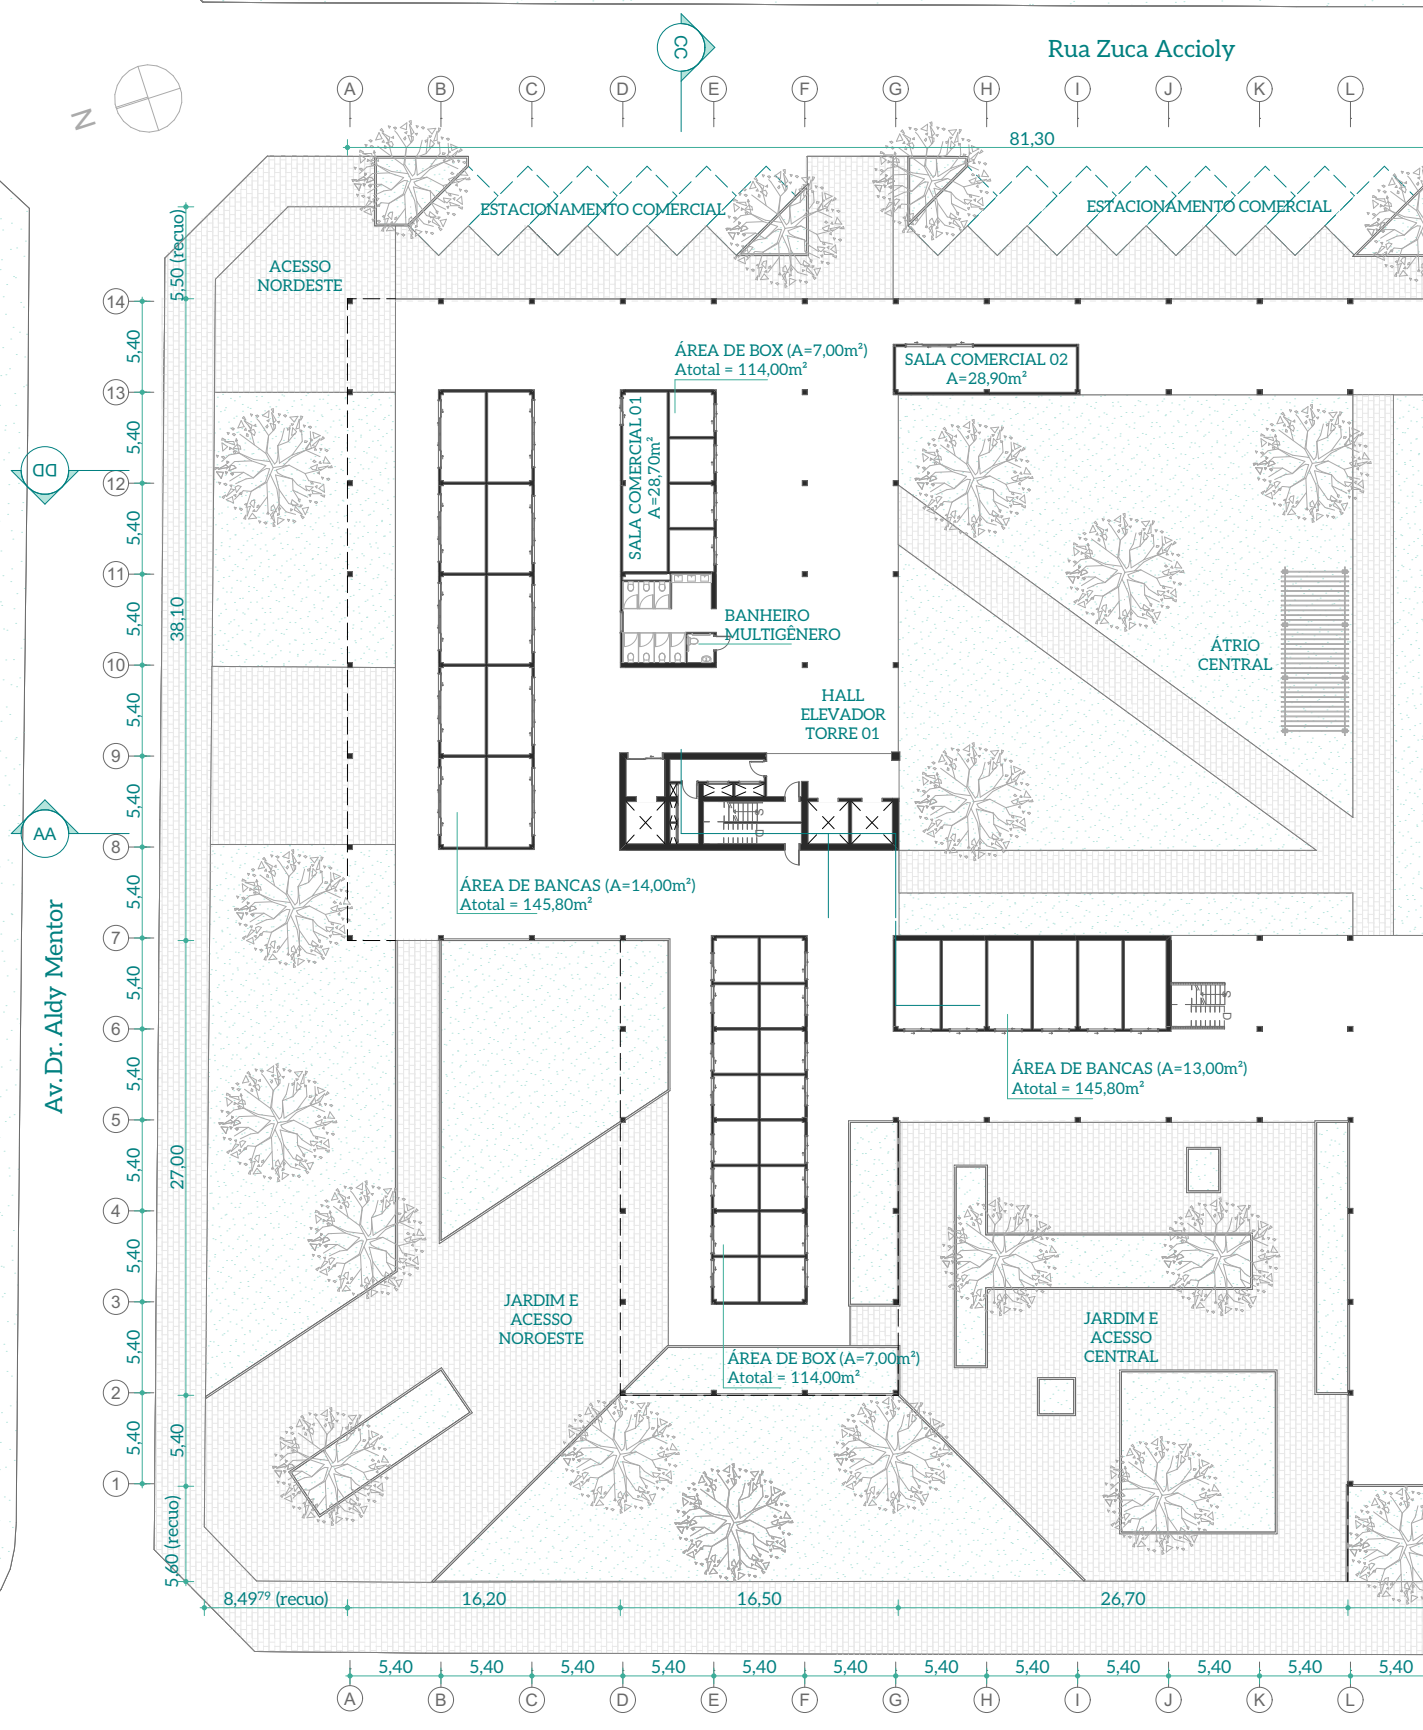 CC
Rua Zuca Accioly
N
A B C D E F G H I J K L
81,30
ESTACIONAMENTO COMERCIAL
ESTACIONAMENTO COMERCIAL
5,50 (recuo)
ACESSO
NORDESTE
14
5,40
ÁREA DE BOX (A=7,00m²)
Atotal = 114,00m²
SALA COMERCIAL 02
A=28,90m²
13
5,40
SALA COMERCIAL 01
A=28,70m²
DD
12
5,40
11
5,40
38,10
BANHEIRO
MULTIGÊNERO
ÁTRIO
CENTRAL
10
5,40
HALL
ELEVADOR
TORRE 01
9
5,40
S
D
AA
8
5,40
ÁREA DE BANCAS (A=14,00m²)
Atotal = 145,80m²
Av. Dr. Aldy Mentor
7
5,40
S
D
6
5,40
ÁREA DE BANCAS (A=13,00m²)
Atotal = 145,80m²
5
5,40
27,00
4
5,40
3
5,40
JARDIM E
ACESSO
NOROESTE
JARDIM E
ACESSO
CENTRAL
ÁREA DE BOX (A=7,00m²)
Atotal = 114,00m²
2
5,40
5,40
1
5,60 (recuo)
8,49⁷⁹ (recuo)
16,20
16,50
26,70
5,40 5,40 5,40 5,40 5,40 5,40 5,40 5,40 5,40 5,40 5,40 5,40
A B C D E F G H I J K L